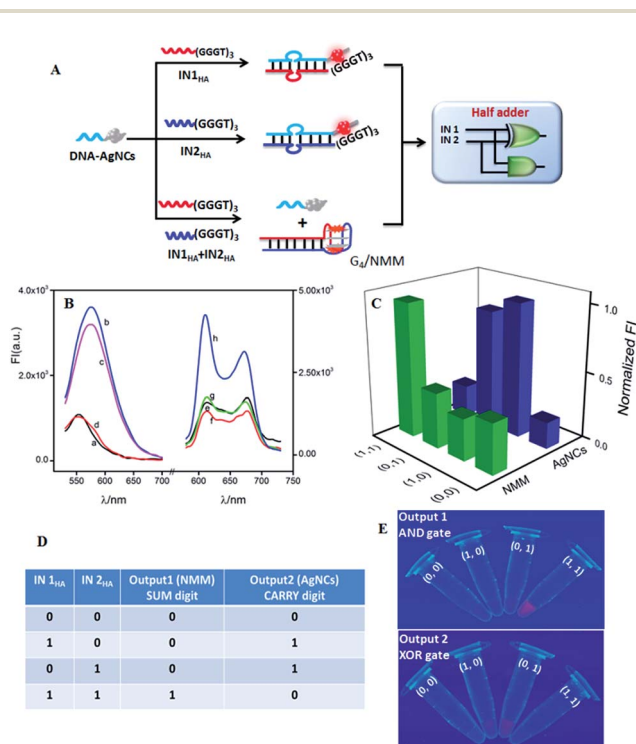 A
(GGGT)3
IN1HA
(GGGT)3
DNA-AgNCs
(GGGT)3
IN2HA
(GGGT)3
(GGGT)3
(GGGT)3
IN1HA+IN2HA
+
G4/NMM
Half adder
IN 1
IN 2
B
FI(a.u.)
4.0x10³
2.0x10³
0.0
5.00x10³
2.50x10³
0.00
a
b
c
d
e
f
g
h
550 600 650 700 600 650 700 750
λ/nm λ/nm
C
Normalized FI
1.0
0.5
0.0
(1,1)
(0,1)
(1,0)
(0,0)
NMM
AgNCs
D
IN 1HA IN 2HA Output1 (NMM) SUM digit Output2 (AgNCs) CARRY digit
0 0 0 0
1 0 0 1
0 1 0 1
1 1 1 0
E
Output 1
AND gate
(0, 0) (1, 0) (0, 1) (1, 1)
Output 2
XOR gate
(0, 0) (1, 0) (0, 1) (1, 1)